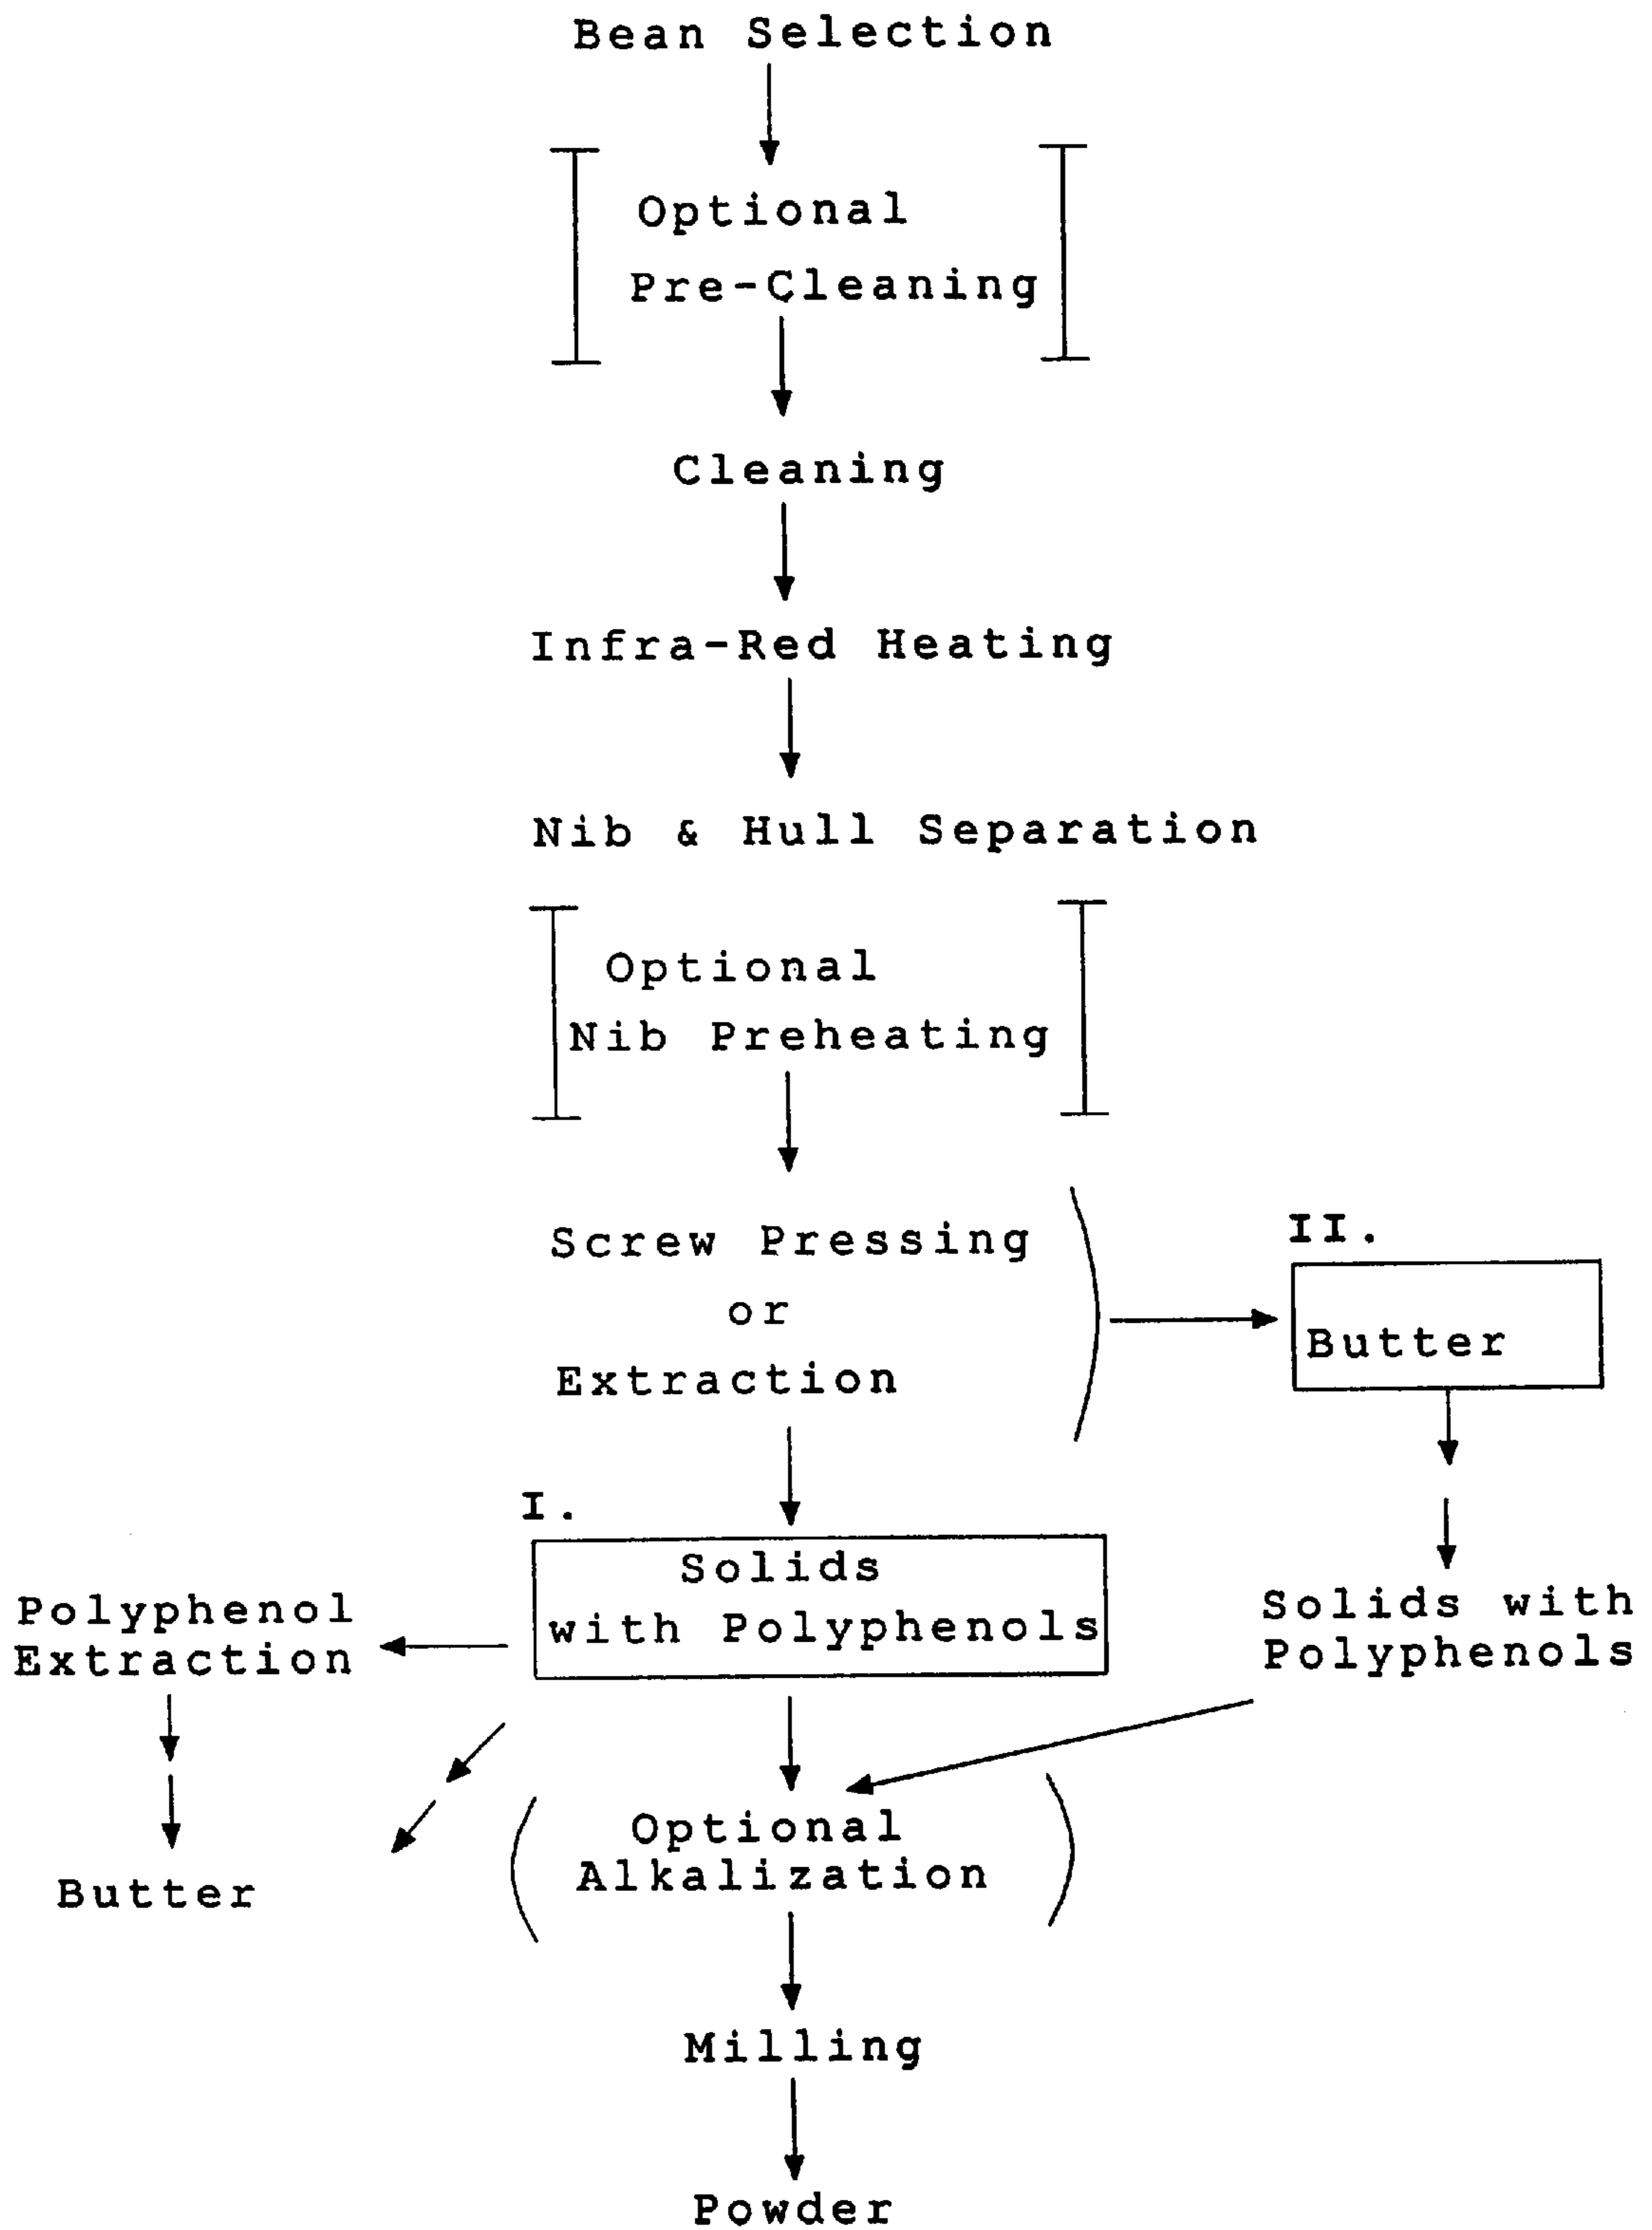 Bean Selection
Optional
Pre-Cleaning
Cleaning
Infra-Red Heating
Nib & Hull Separation
Optional
Nib Preheating
Screw Pressing
or
Extraction
II.
Butter
I.
Solids
with Polyphenols
Polyphenol
Extraction
Solids with
Polyphenols
Butter
Optional
Alkalization
Milling
Powder